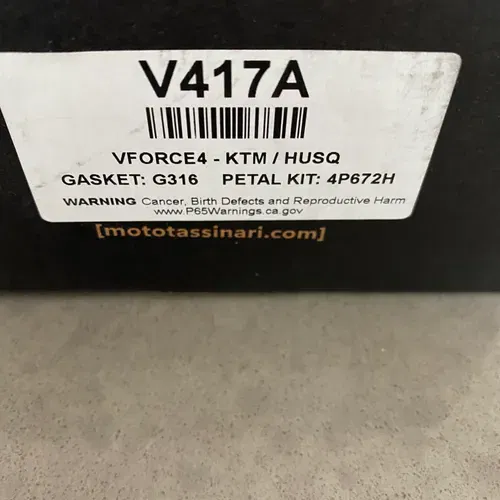 V417A
VFORCE4 - KTM / HUSQ
GASKET: G316 PETAL KIT: 4P672H
WARNING Cancer, Birth Defects and Reproductive Harm
www.P65Warnings.ca.gov
[mototassinari.com]